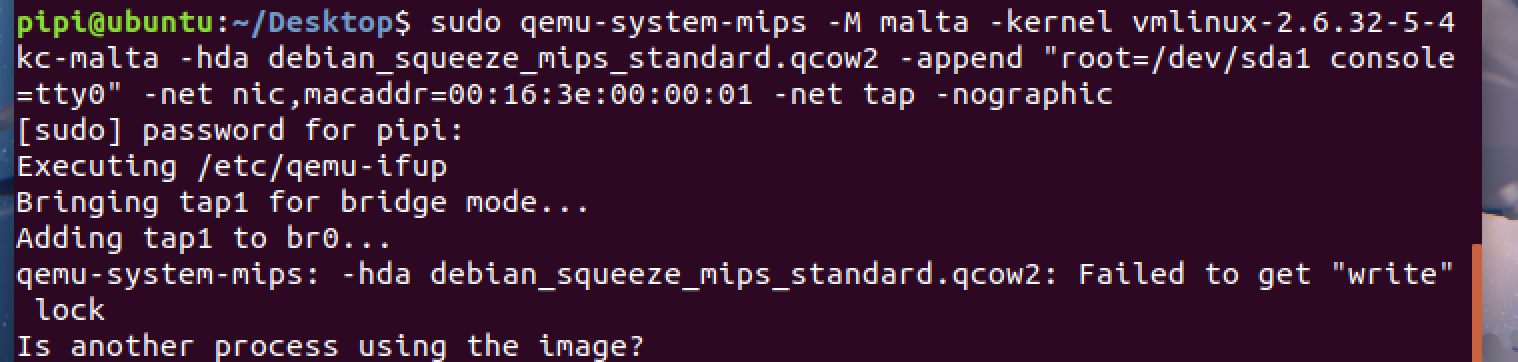 pipi@ubuntu:~/Desktop$ sudo qemu-system-mips -M malta -kernel vmlinux-2.6.32-5-4
kc-malta -hda debian_squeeze_mips_standard.qcow2 -append "root=/dev/sda1 console
=tty0" -net nic,macaddr=00:16:3e:00:00:01 -net tap -nographic
[sudo] password for pipi:
Executing /etc/qemu-ifup
Bringing tap1 for bridge mode...
Adding tap1 to br0...
qemu-system-mips: -hda debian_squeeze_mips_standard.qcow2: Failed to get "write"
 lock
Is another process using the image?